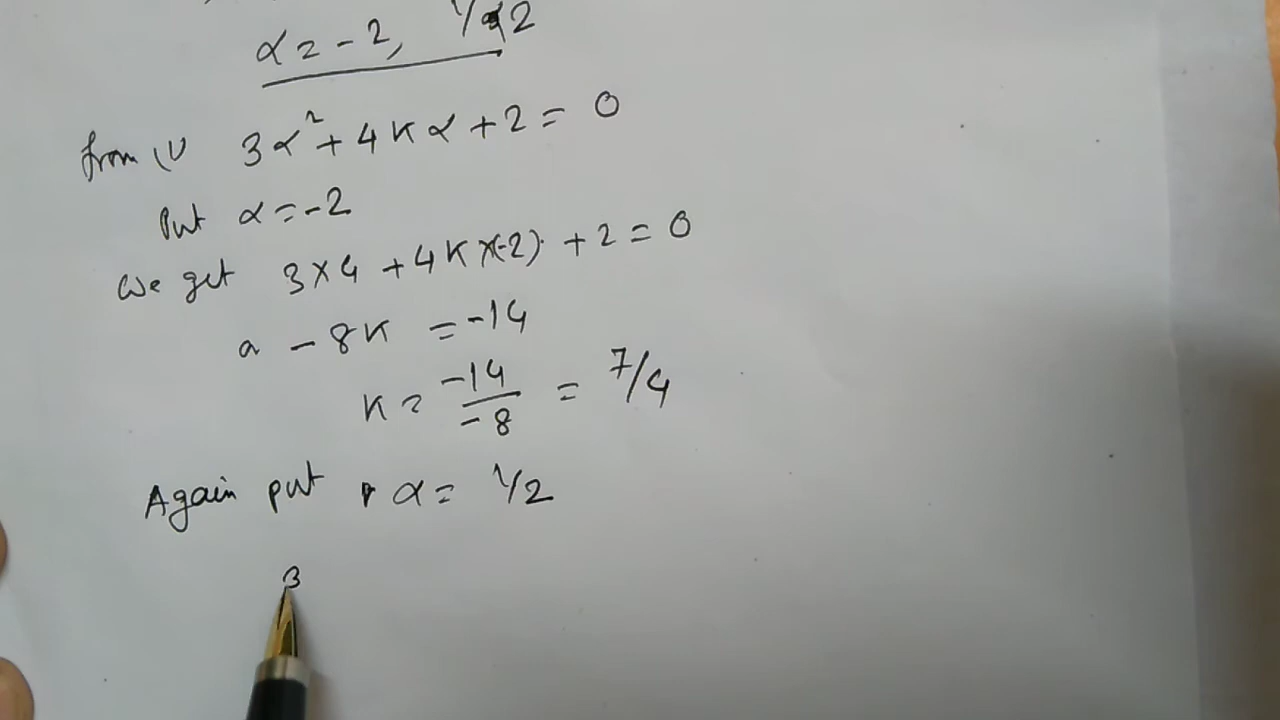 α = -2, 1/2
from (1) 3α² + 4kα + 2 = 0
Put α = -2
we get 3×4 + 4k×(-2) + 2 = 0
a - 8k = -14
k = -14/-8 = 7/4
Again put α = 1/2
3